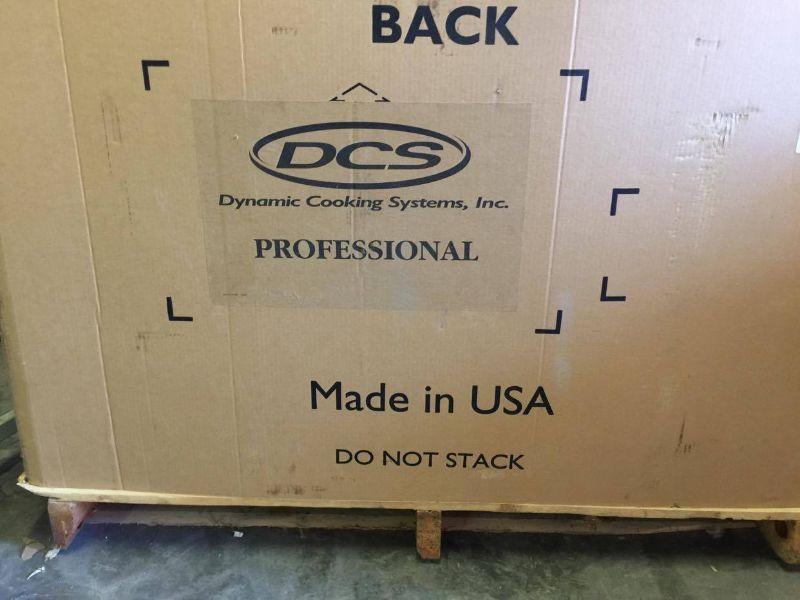 BACK
DCS
Dynamic Cooking Systems, Inc.
PROFESSIONAL
Made in USA
DO NOT STACK